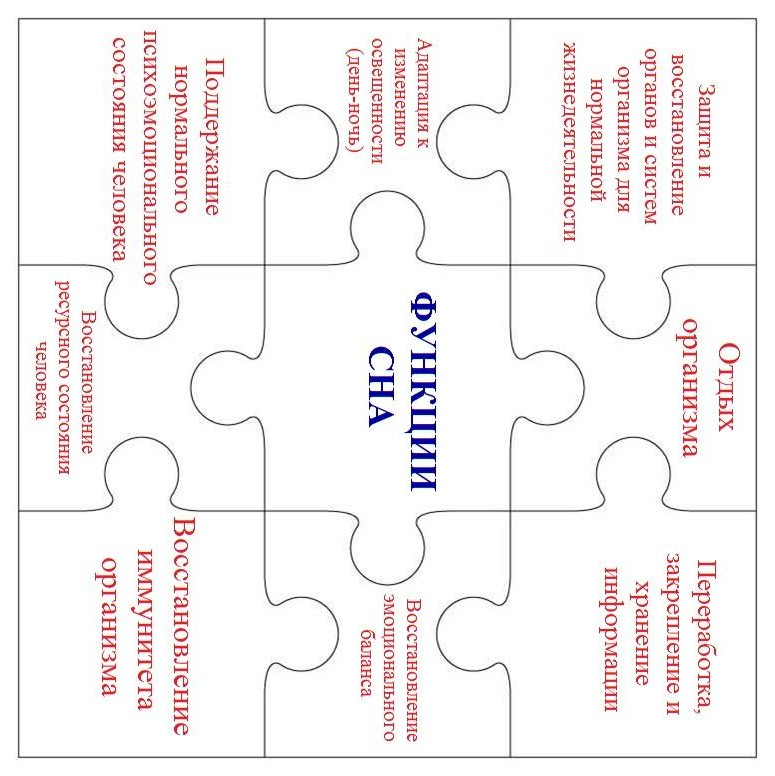 Защита и
восстановление
органов и систем
организма для
нормальной
жизнедеятельности
Отдых
организма
Переработка,
закрепление и
хранение
информации
Адаптация к
изменению
освещенности
(день-ночь)
ФУНКЦИИ
СНА
Восстановление
эмоционального
баланса
Поддержание
нормального
психоэмоционального
состояния человека
Восстановление
ресурсного состояния
человека
Восстановление
иммунитета
организма